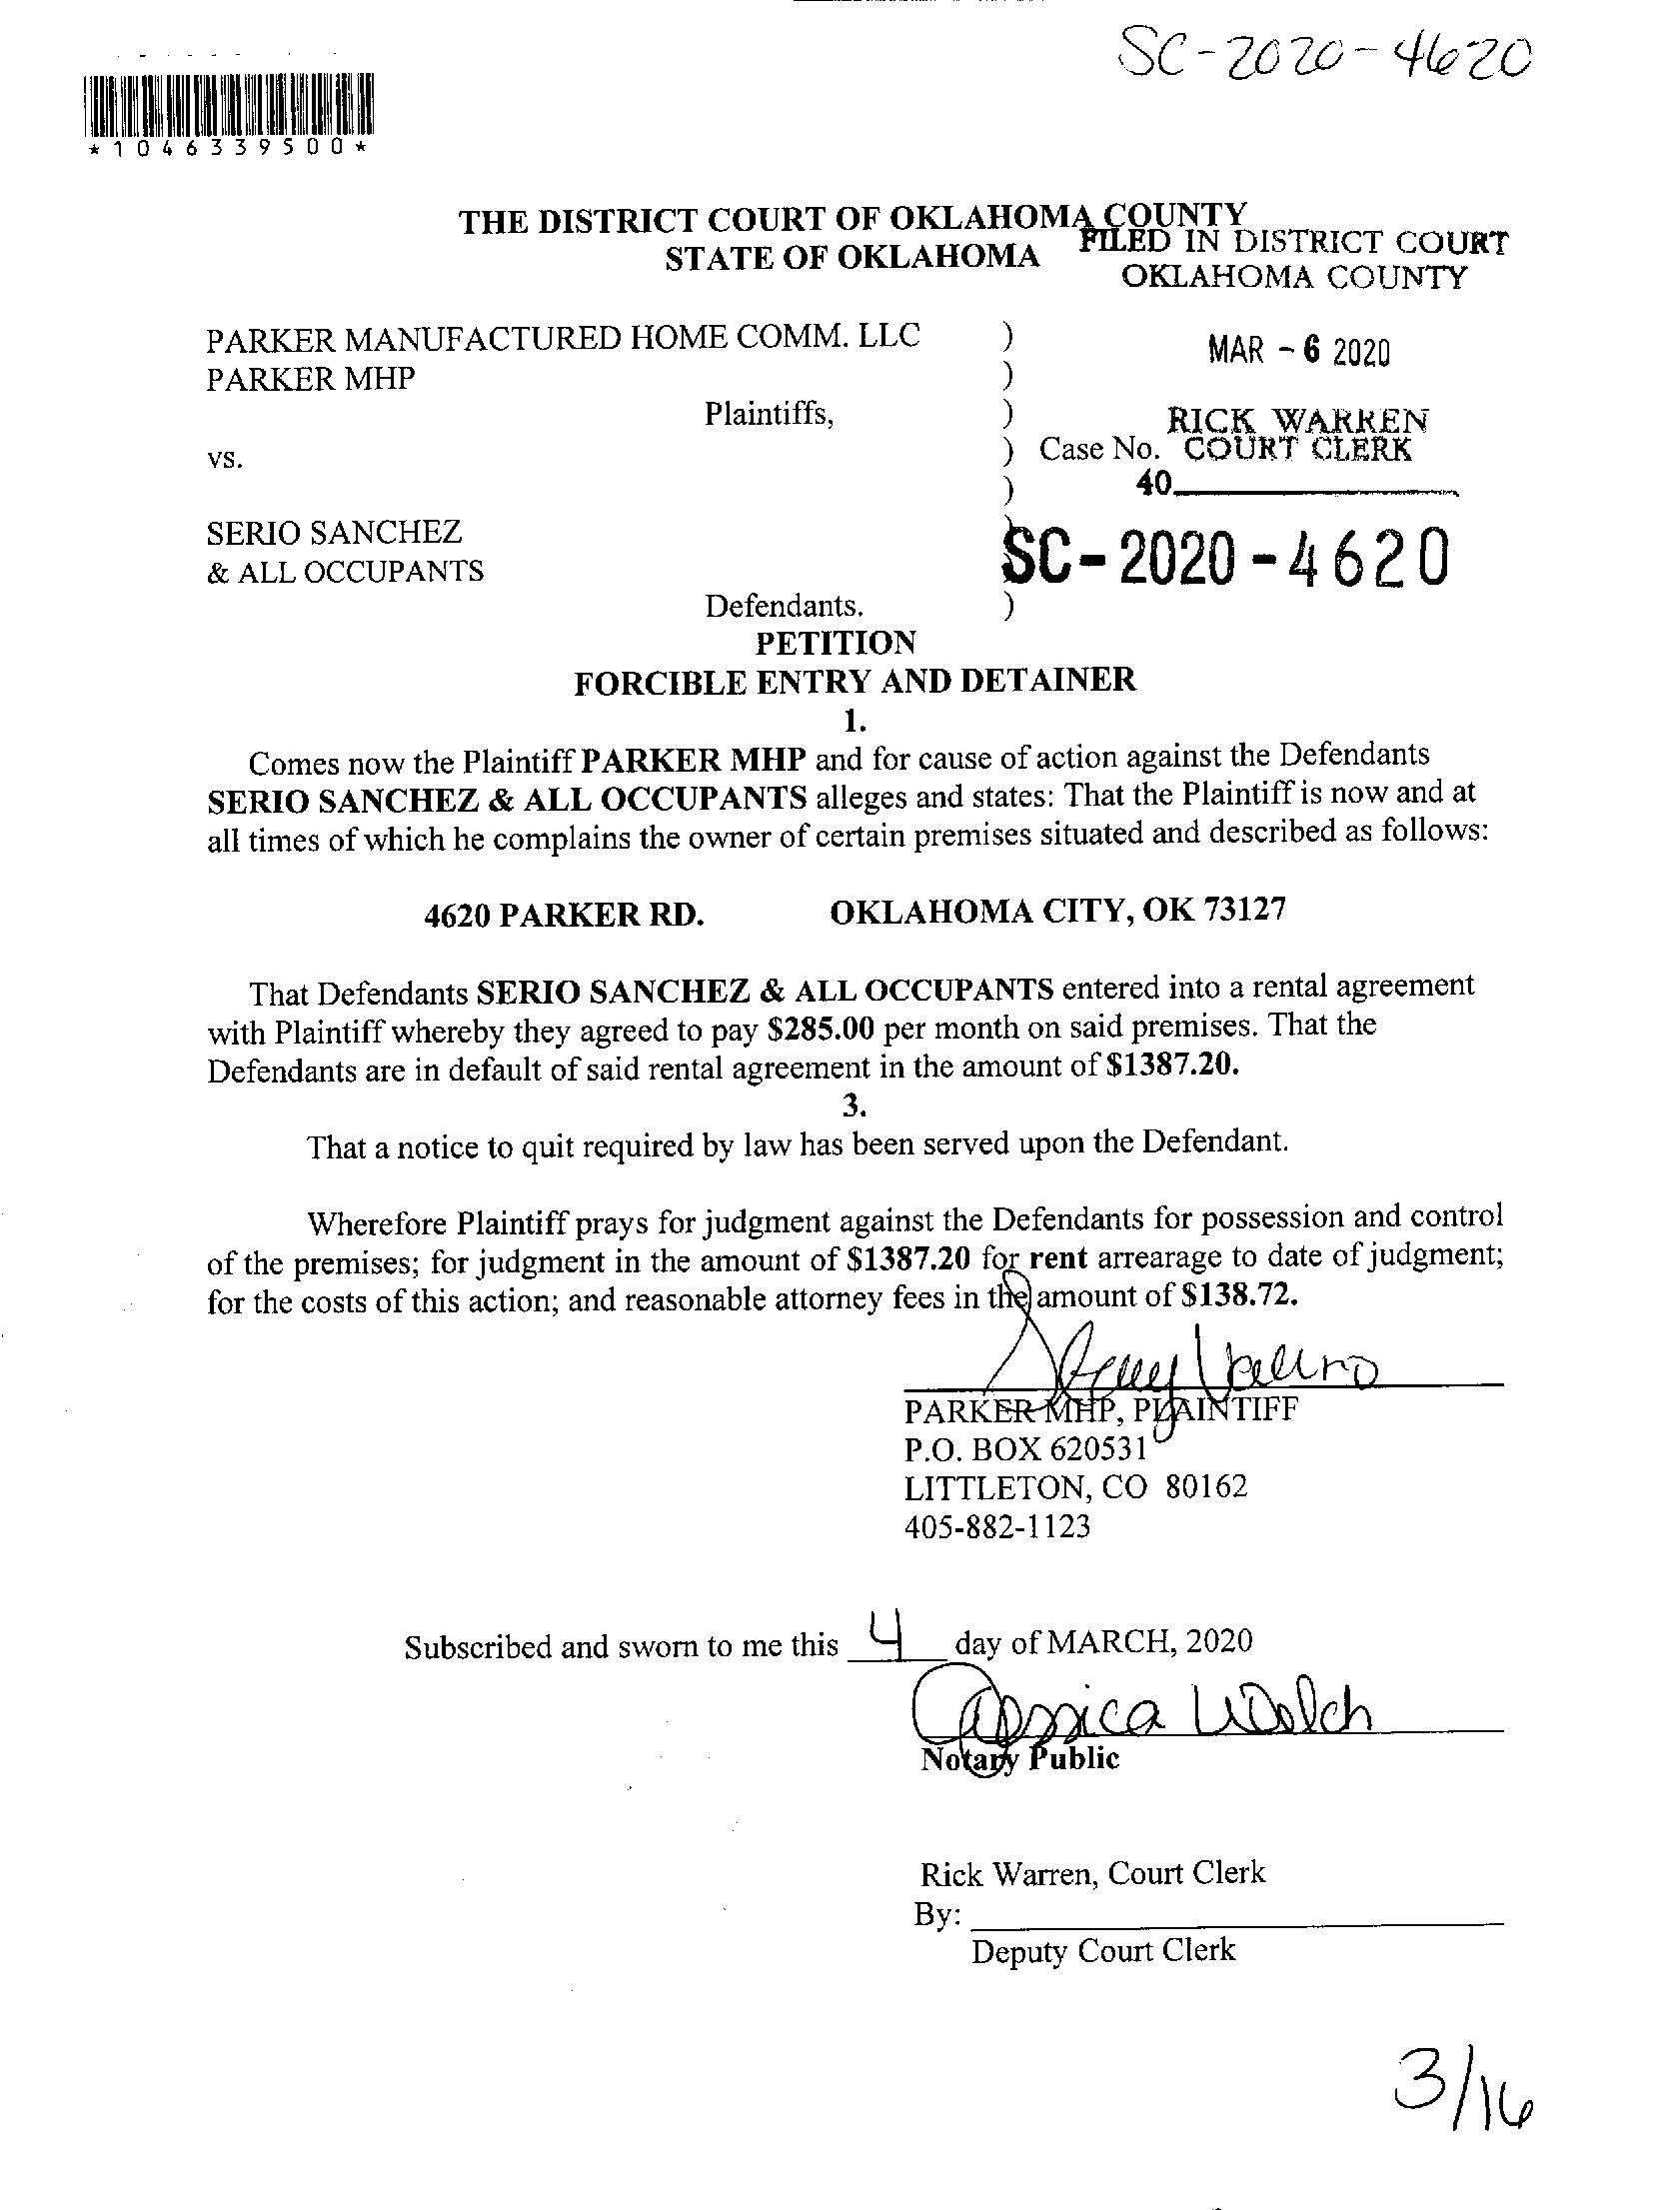 SC-2020-4620
*1046339500*
THE DISTRICT COURT OF OKLAHOMA COUNTY
STATE OF OKLAHOMA
FILED IN DISTRICT COURT
OKLAHOMA COUNTY
PARKER MANUFACTURED HOME COMM. LLC )
MAR - 6 2020
PARKER MHP )
Plaintiffs, )
RICK WARREN
vs. ) Case No. COURT CLERK
) 40
SERIO SANCHEZ )
SC-2020-4620
& ALL OCCUPANTS
Defendants. )
PETITION
FORCIBLE ENTRY AND DETAINER
1.
Comes now the Plaintiff PARKER MHP and for cause of action against the Defendants
SERIO SANCHEZ & ALL OCCUPANTS alleges and states: That the Plaintiff is now and at
all times of which he complains the owner of certain premises situated and described as follows:
4620 PARKER RD. OKLAHOMA CITY, OK 73127
That Defendants SERIO SANCHEZ & ALL OCCUPANTS entered into a rental agreement
with Plaintiff whereby they agreed to pay $285.00 per month on said premises. That the
Defendants are in default of said rental agreement in the amount of $1387.20.
3.
That a notice to quit required by law has been served upon the Defendant.
Wherefore Plaintiff prays for judgment against the Defendants for possession and control
of the premises; for judgment in the amount of $1387.20 for rent arrearage to date of judgment;
for the costs of this action; and reasonable attorney fees in the amount of $138.72.
PARKER MHP, PLAINTIFF
P.O. BOX 620531
LITTLETON, CO 80162
405-882-1123
Subscribed and sworn to me this 4 day of MARCH, 2020
Jessica Welch
Notary Public
Rick Warren, Court Clerk
By:
Deputy Court Clerk
3/16